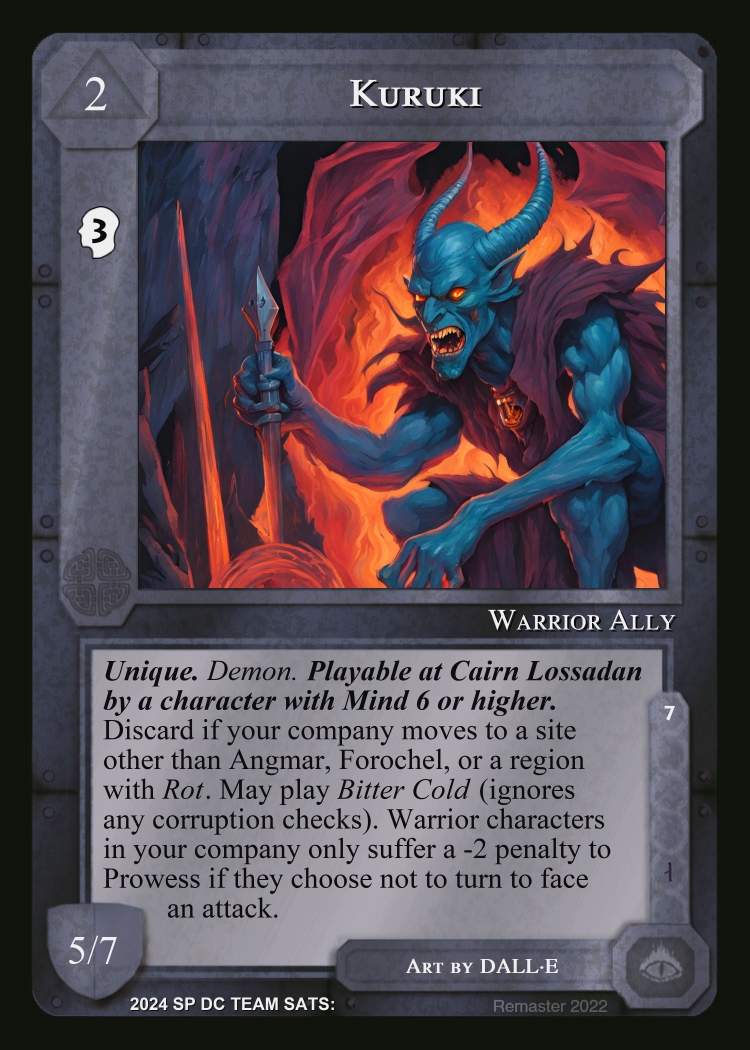 2
KURUKI
3
WARRIOR ALLY
Unique. Demon. Playable at Cairn Lossadan
by a character with Mind 6 or higher.
Discard if your company moves to a site
other than Angmar, Forochel, or a region
with Rot. May play Bitter Cold (ignores
any corruption checks). Warrior characters
in your company only suffer a -2 penalty to
Prowess if they choose not to turn to face
an attack.
7
5/7
ART BY DALL·E
2024 SP DC TEAM SATS:
Remaster 2022